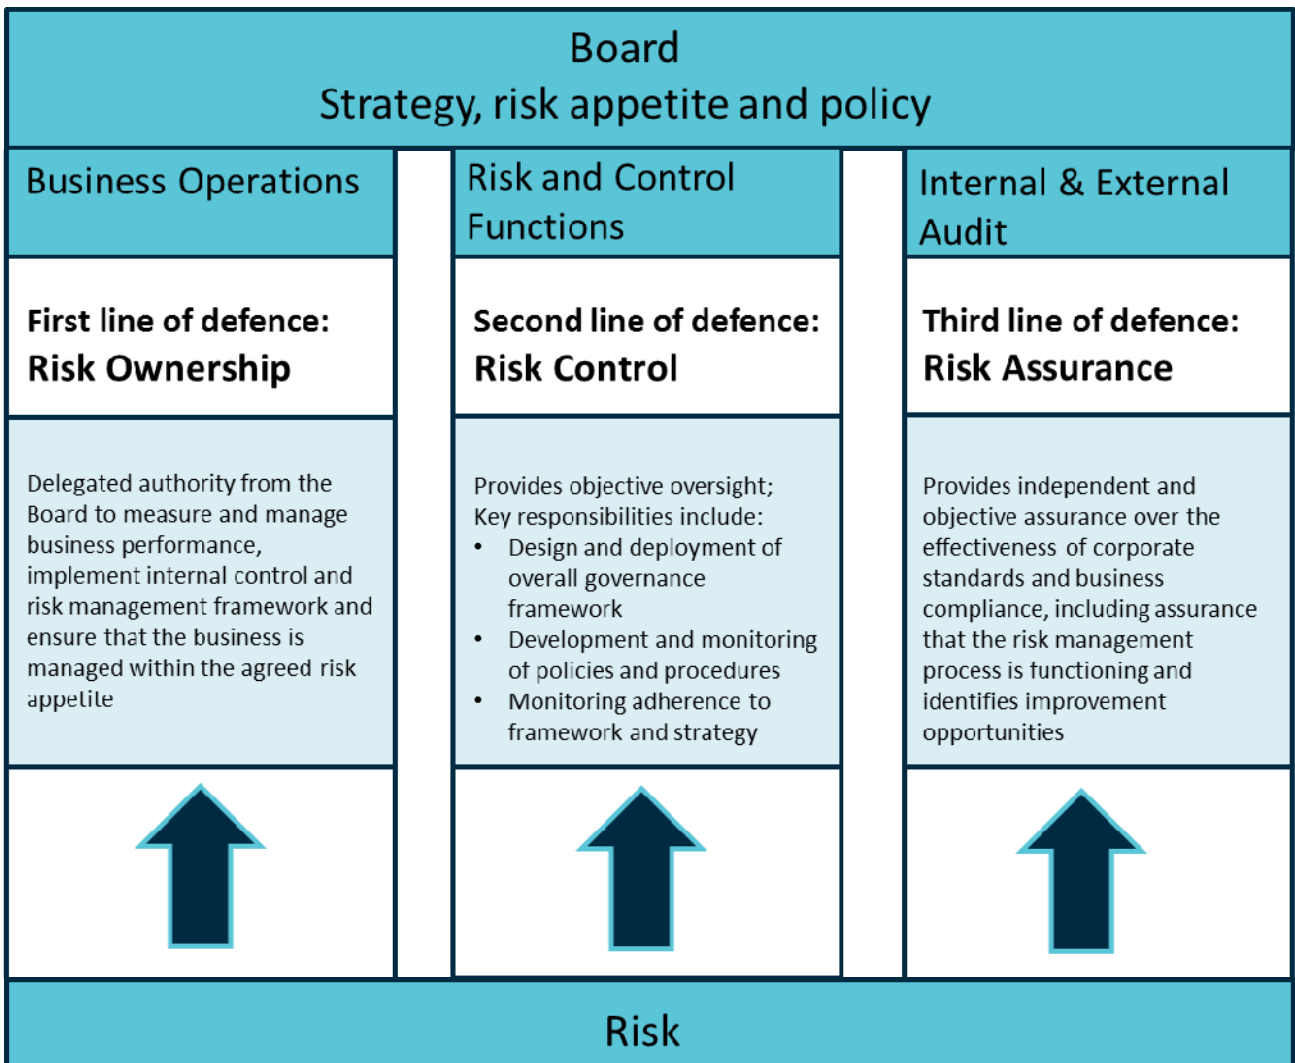 Board
Strategy, risk appetite and policy
Business Operations
First line of defence:
Risk Ownership
Delegated authority from the
Board to measure and manage
business performance,
implement internal control and
risk management framework and
ensure that the business is
managed within the agreed risk
appetite
Risk and Control
Functions
Second line of defence:
Risk Control
Provides objective oversight;
Key responsibilities include:
• Design and deployment of
overall governance
framework
• Development and monitoring
of policies and procedures
• Monitoring adherence to
framework and strategy
Internal & External
Audit
Third line of defence:
Risk Assurance
Provides independent and
objective assurance over the
effectiveness of corporate
standards and business
compliance, including assurance
that the risk management
process is functioning and
identifies improvement
opportunities
Risk